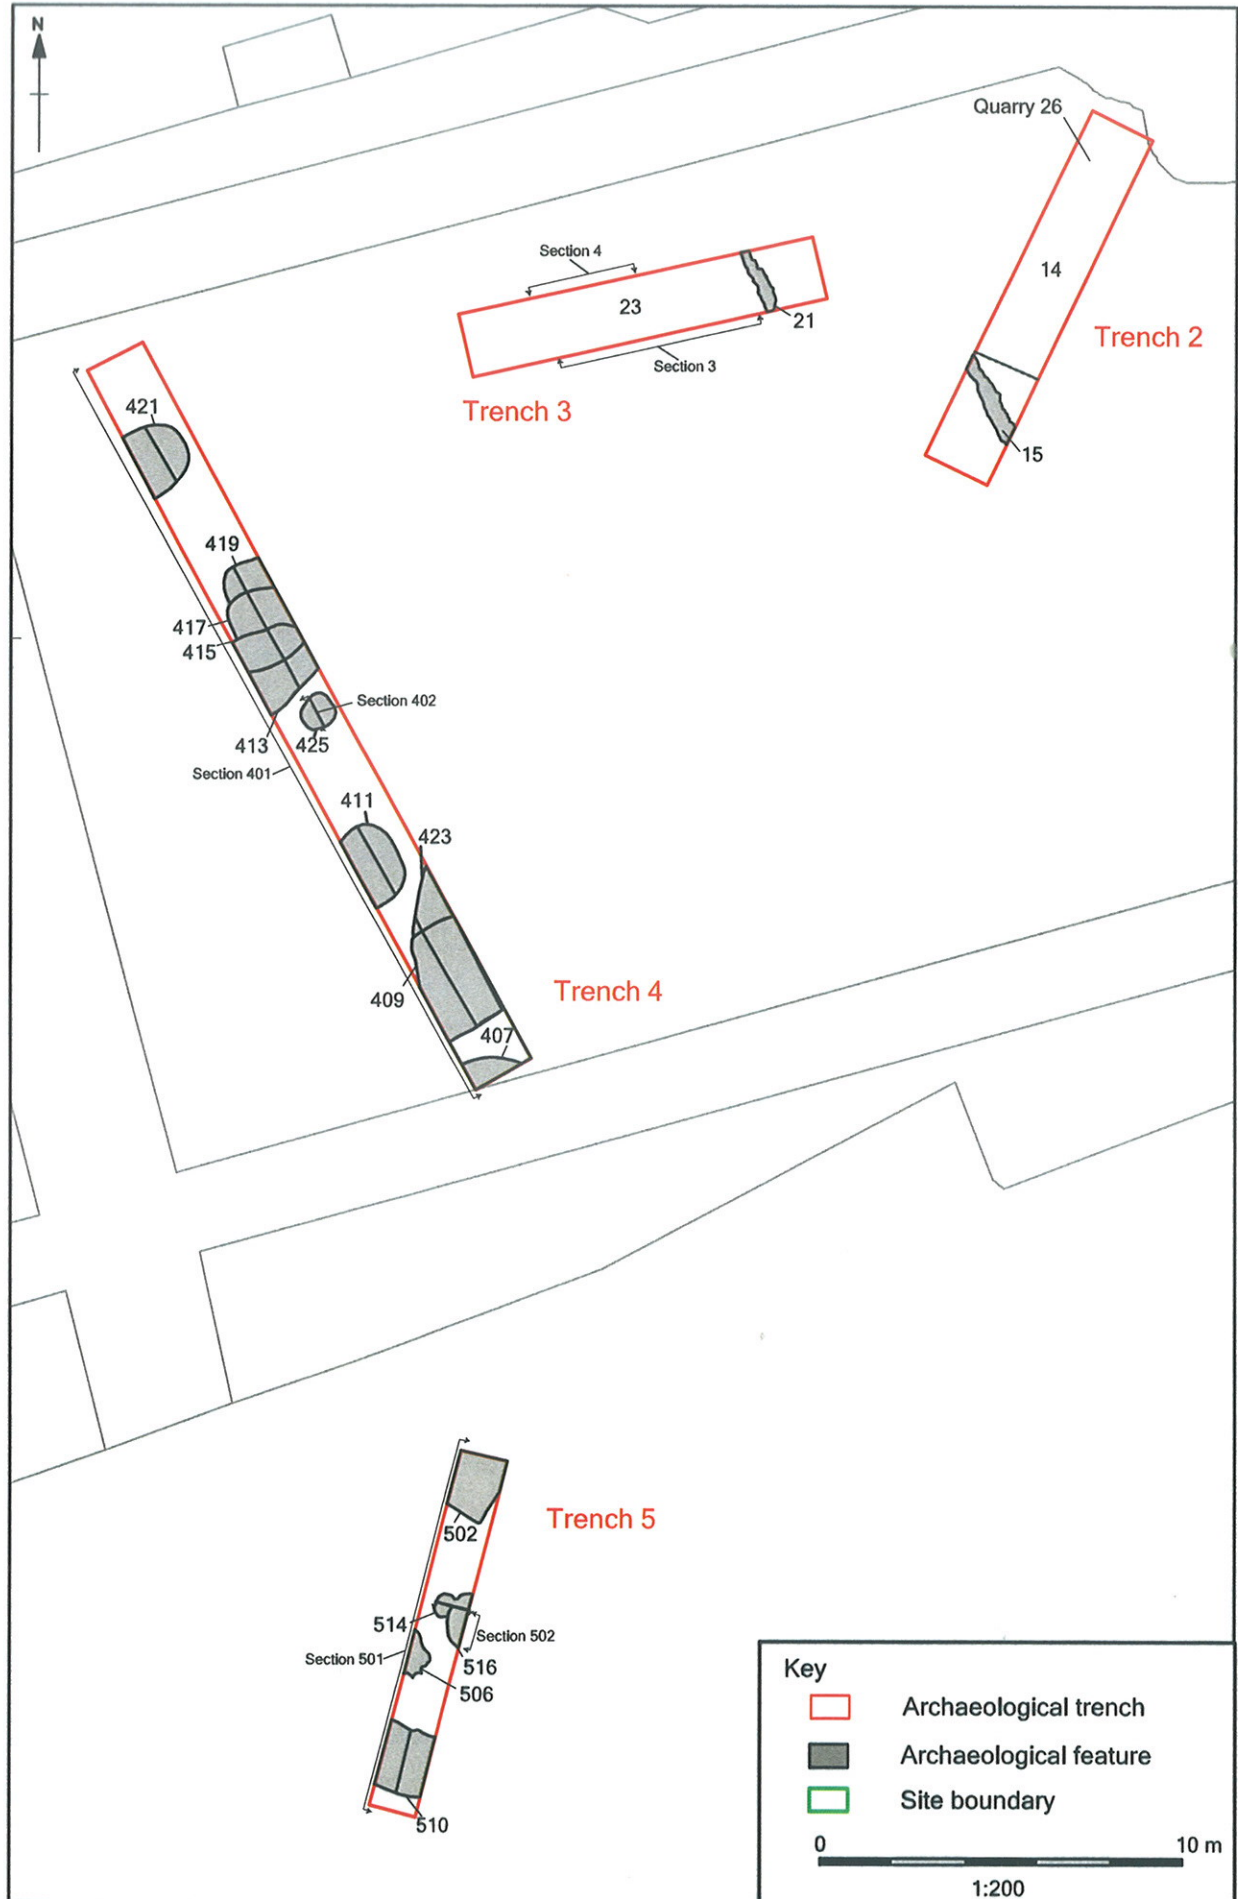 N
Quarry 26
Section 4
14
23
21
Trench 2
Section 3
421
Trench 3
15
419
417
415
Section 402
413
425
Section 401
411
423
Trench 4
409
407
Trench 5
502
514
Section 502
Section 501
516
506
510
Key
Archaeological trench
Archaeological feature
Site boundary
0 10 m
1:200